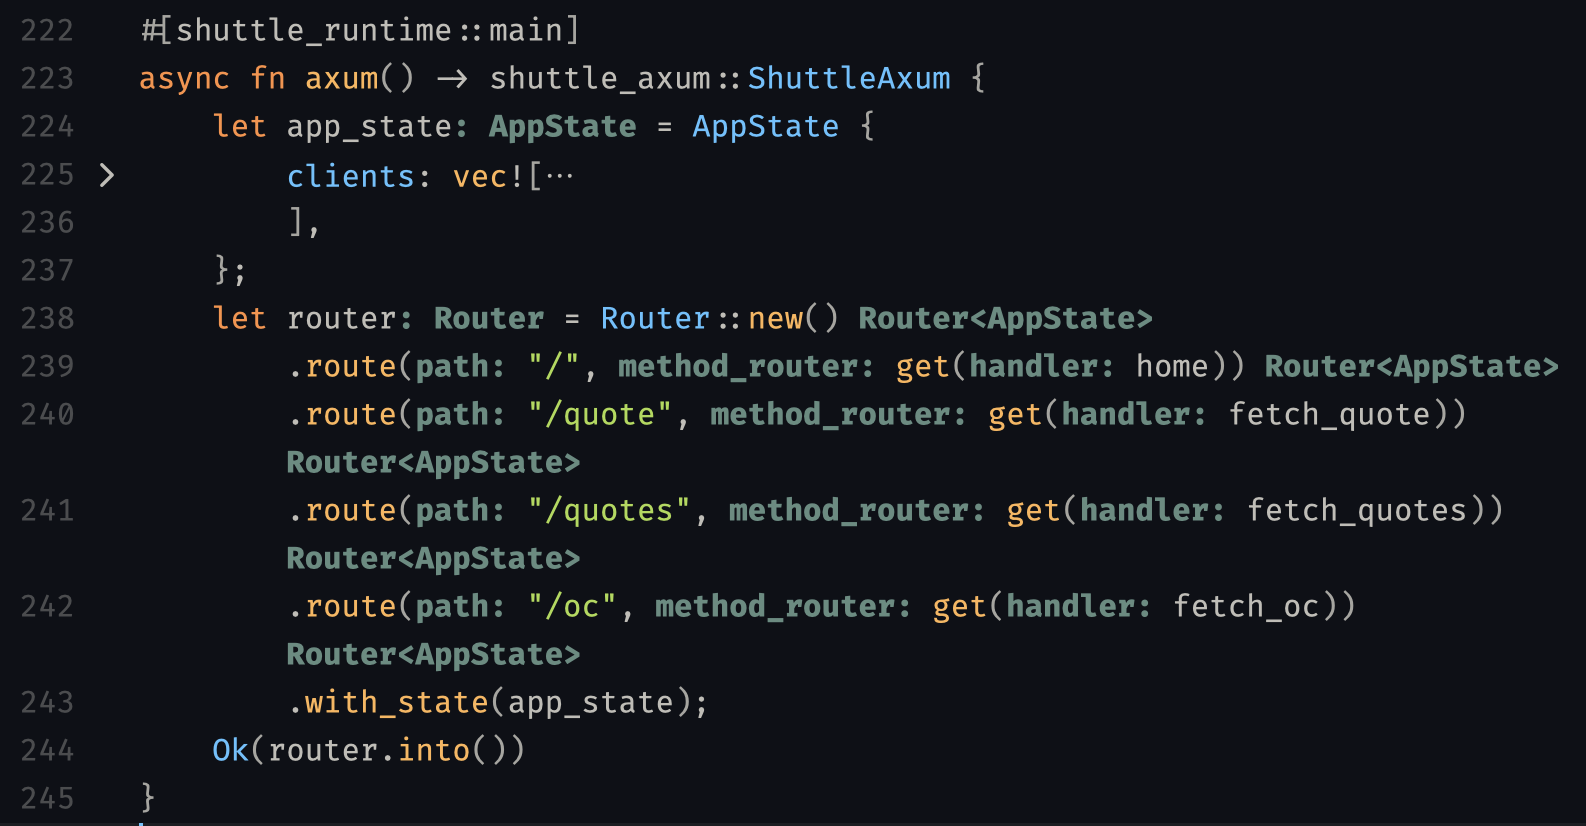 222 #[shuttle_runtime::main]
223 async fn axum() -> shuttle_axum::ShuttleAxum {
224     let app_state: AppState = AppState {
225 >       clients: vec![⋯
236         ],
237     };
238     let router: Router = Router::new() Router<AppState>
239         .route(path: "/", method_router: get(handler: home)) Router<AppState>
240         .route(path: "/quote", method_router: get(handler: fetch_quote))
            Router<AppState>
241         .route(path: "/quotes", method_router: get(handler: fetch_quotes))
            Router<AppState>
242         .route(path: "/oc", method_router: get(handler: fetch_oc))
            Router<AppState>
243         .with_state(app_state);
244     Ok(router.into())
245 }